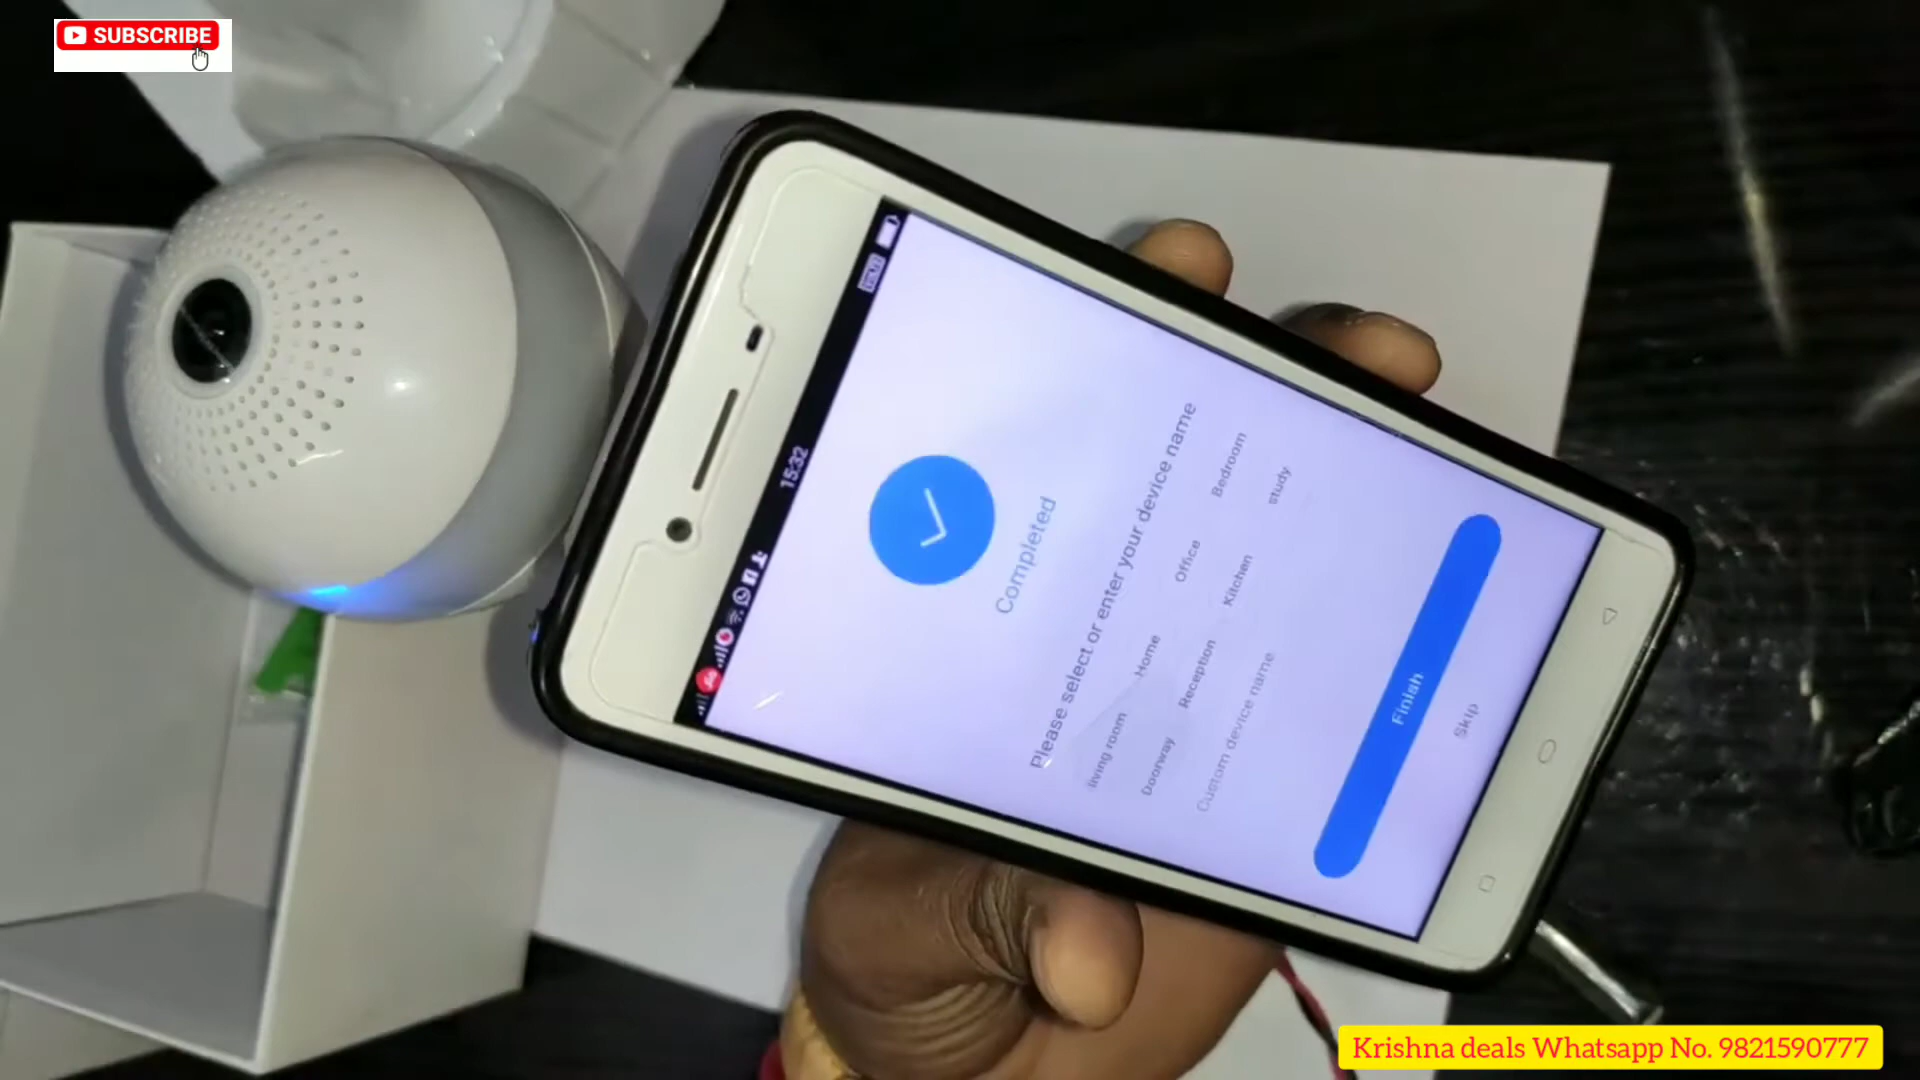 SUBSCRIBE
15:32
Completed
Please select or enter your device name
living room Home Office Bedroom
Doorway Reception Kitchen study
Custom device name
Finish
Skip
Krishna deals Whatsapp No. 9821590777